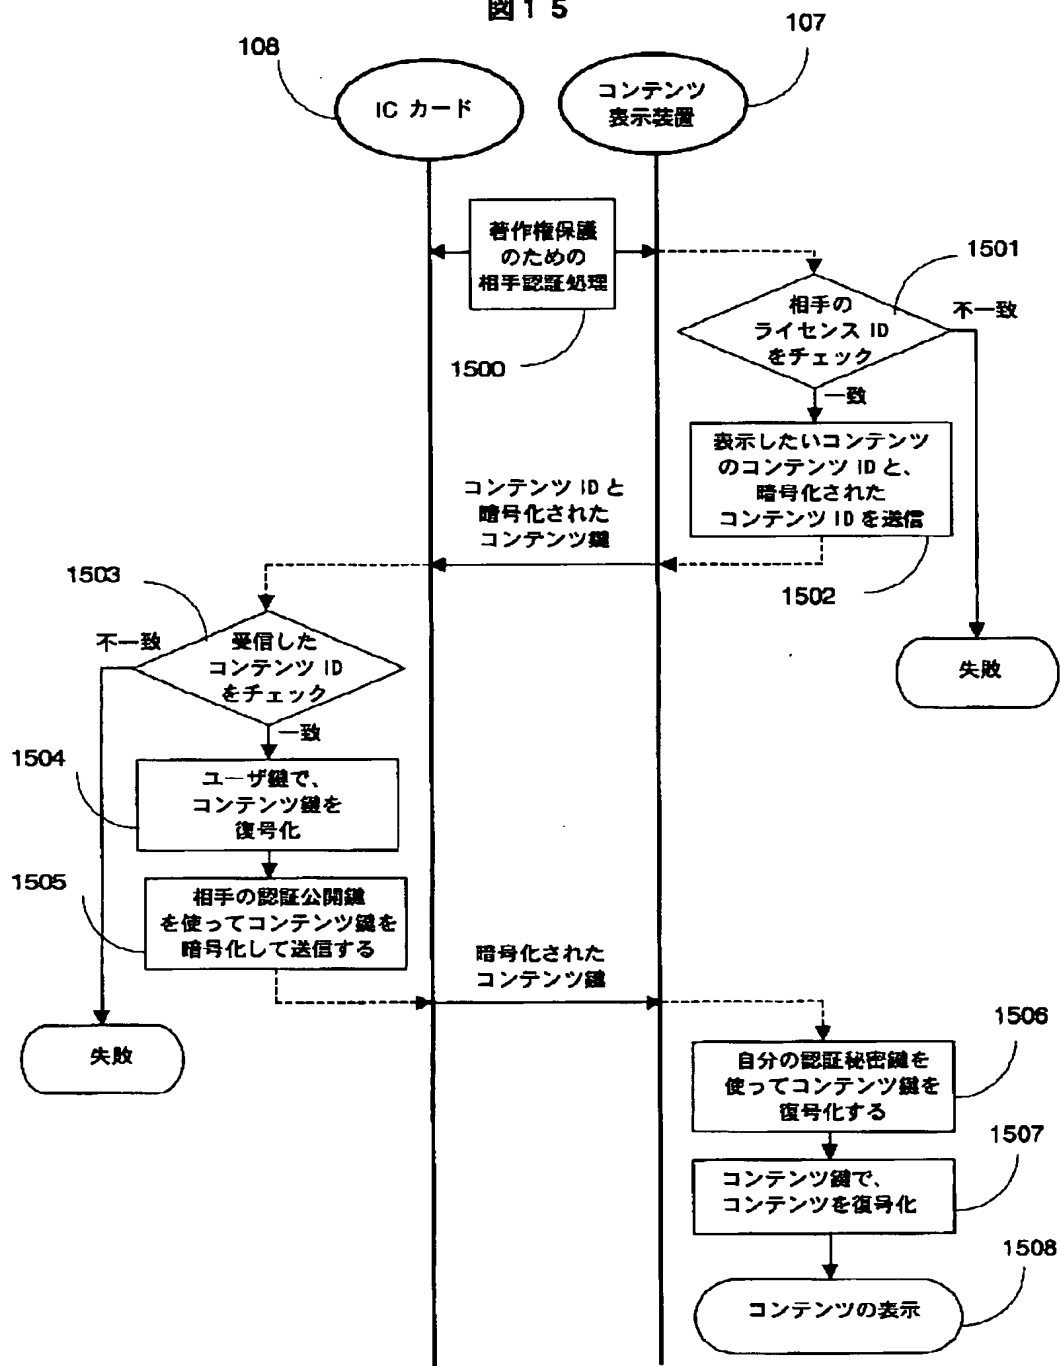 図15
108
107
IC カード
コンテンツ
表示装置
著作権保護
のための
相手認証処理
1500
1501
相手の
ライセンス ID
をチェック
不一致
一致
表示したいコンテンツ
のコンテンツ ID と、
暗号化された
コンテンツ ID を送信
1502
コンテンツ ID と
暗号化された
コンテンツ鍵
1503
不一致
受信した
コンテンツ ID
をチェック
失敗
一致
1504
ユーザ鍵で、
コンテンツ鍵を
復号化
1505
相手の認証公開鍵
を使ってコンテンツ鍵を
暗号化して送信する
暗号化された
コンテンツ鍵
失敗
1506
自分の認証秘密鍵を
使ってコンテンツ鍵を
復号化する
1507
コンテンツ鍵で、
コンテンツを復号化
1508
コンテンツの表示